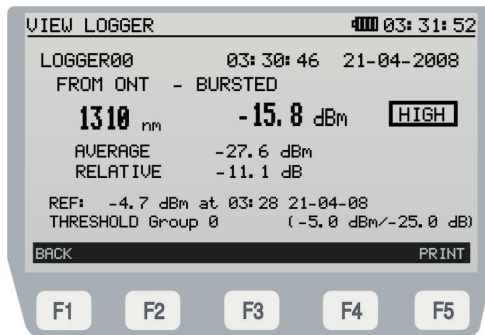 VIEW LOGGER 03:31:52
LOGGER00 03:30:46 21-04-2008
FROM ONT - BURSTED
1310 nm -15.8 dBm HIGH
AVERAGE -27.6 dBm
RELATIVE -11.1 dB
REF: -4.7 dBm at 03:28 21-04-08
THRESHOLD Group 0 (-5.0 dBm/-25.0 dB)
BACK PRINT
F1 F2 F3 F4 F5